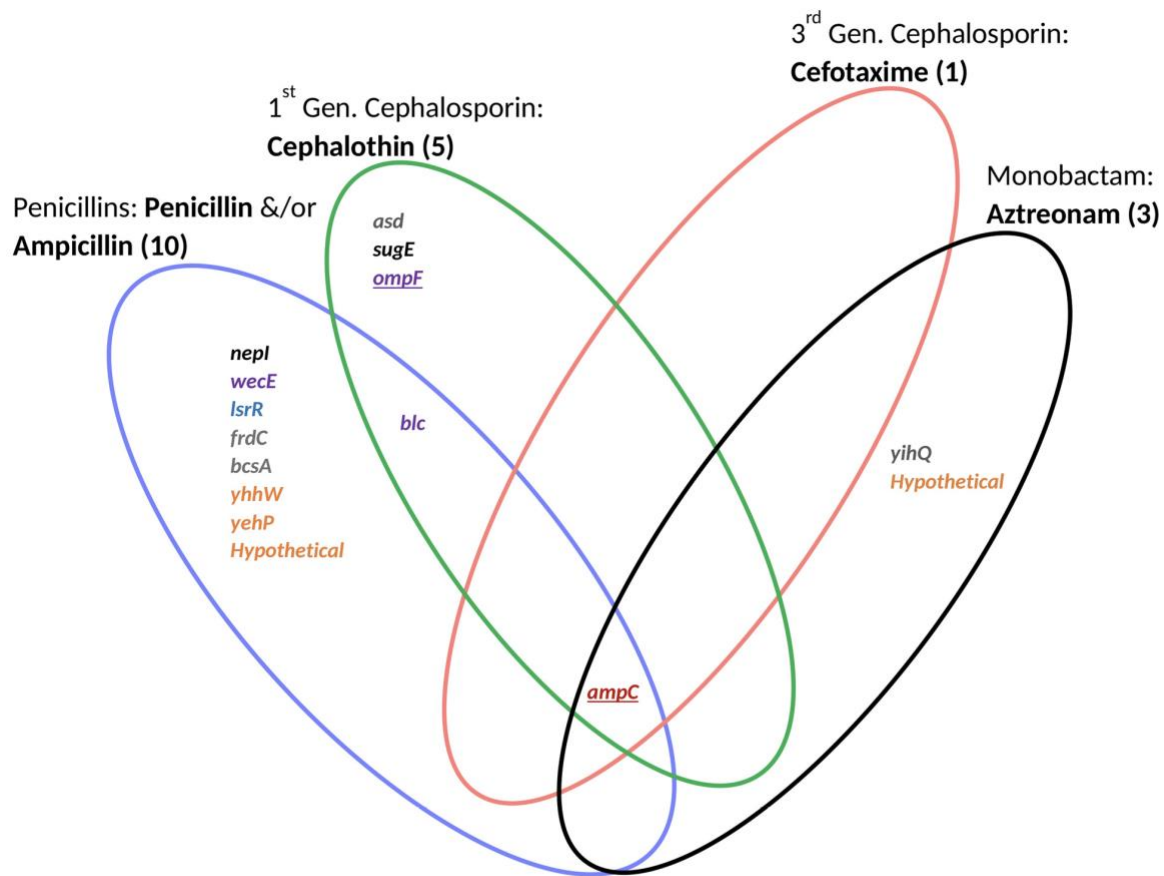 3rd Gen. Cephalosporin:
Cefotaxime (1)
1st Gen. Cephalosporin:
Cephalothin (5)
Monobactam:
Aztreonam (3)
Penicillins: Penicillin &/or
Ampicillin (10)
asd
sugE
ompF
nepI
wecE
lsrR
frdC
bcsA
yhhW
yehP
Hypothetical
blc
yihQ
Hypothetical
ampC